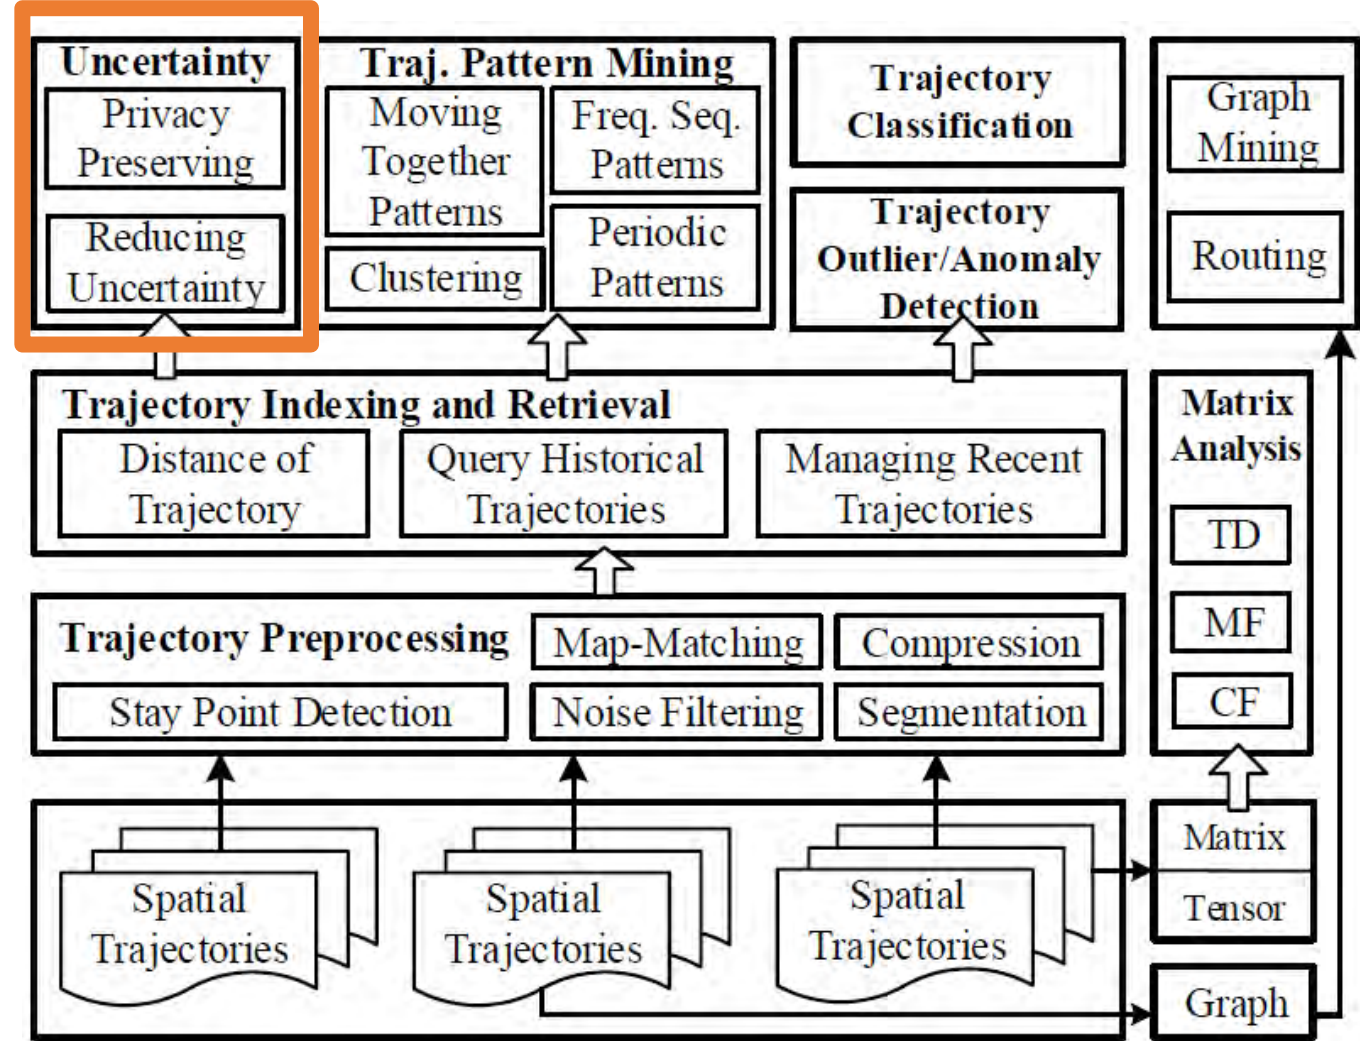 Uncertainty
Privacy
Preserving
Reducing
Uncertainty
Traj. Pattern Mining
Moving
Together
Patterns
Clustering
Freq. Seq.
Patterns
Periodic
Patterns
Trajectory
Classification
Trajectory
Outlier/Anomaly
Detection
Graph
Mining
Routing
Trajectory Indexing and Retrieval
Distance of
Trajectory
Query Historical
Trajectories
Managing Recent
Trajectories
Matrix
Analysis
TD
MF
CF
Trajectory Preprocessing
Map-Matching
Compression
Stay Point Detection
Noise Filtering
Segmentation
Spatial
Trajectories
Spatial
Trajectories
Spatial
Trajectories
Matrix
Tensor
Graph